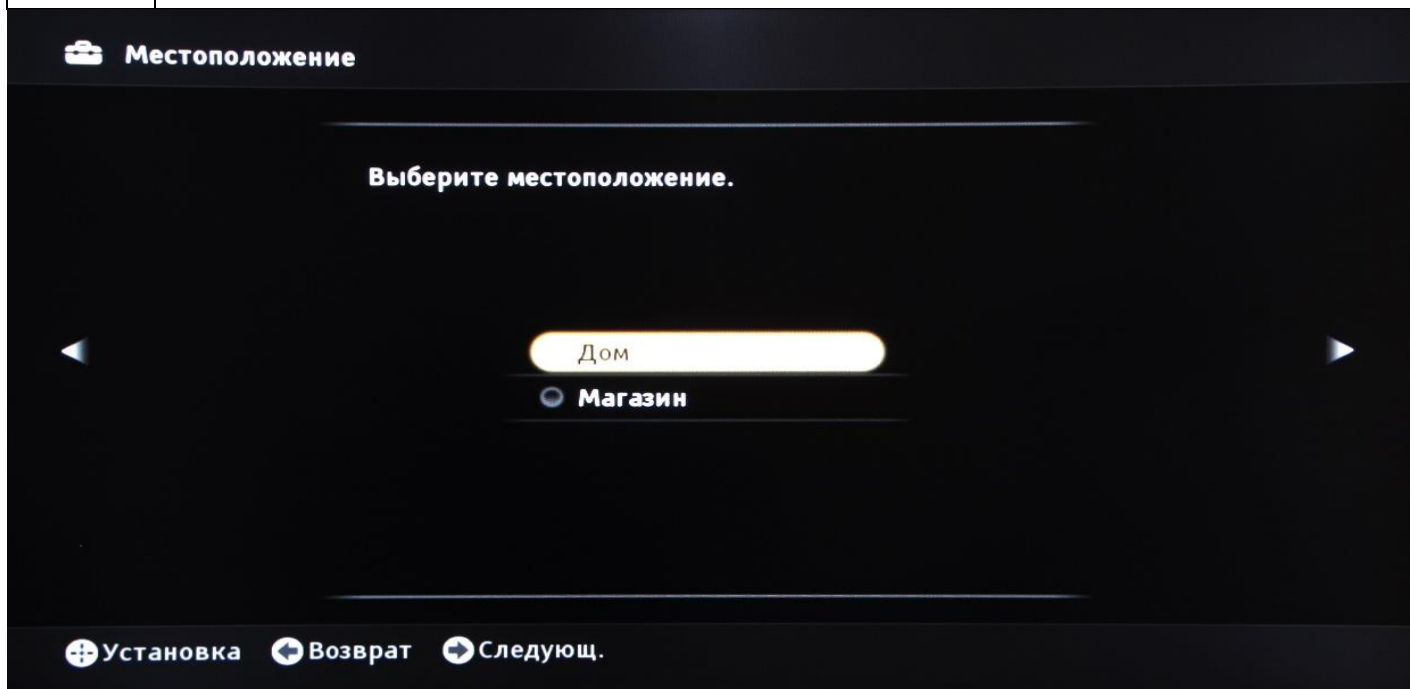 Местоположение
Выберите местоположение.
Дом
Магазин
Установка Возврат Следующ.